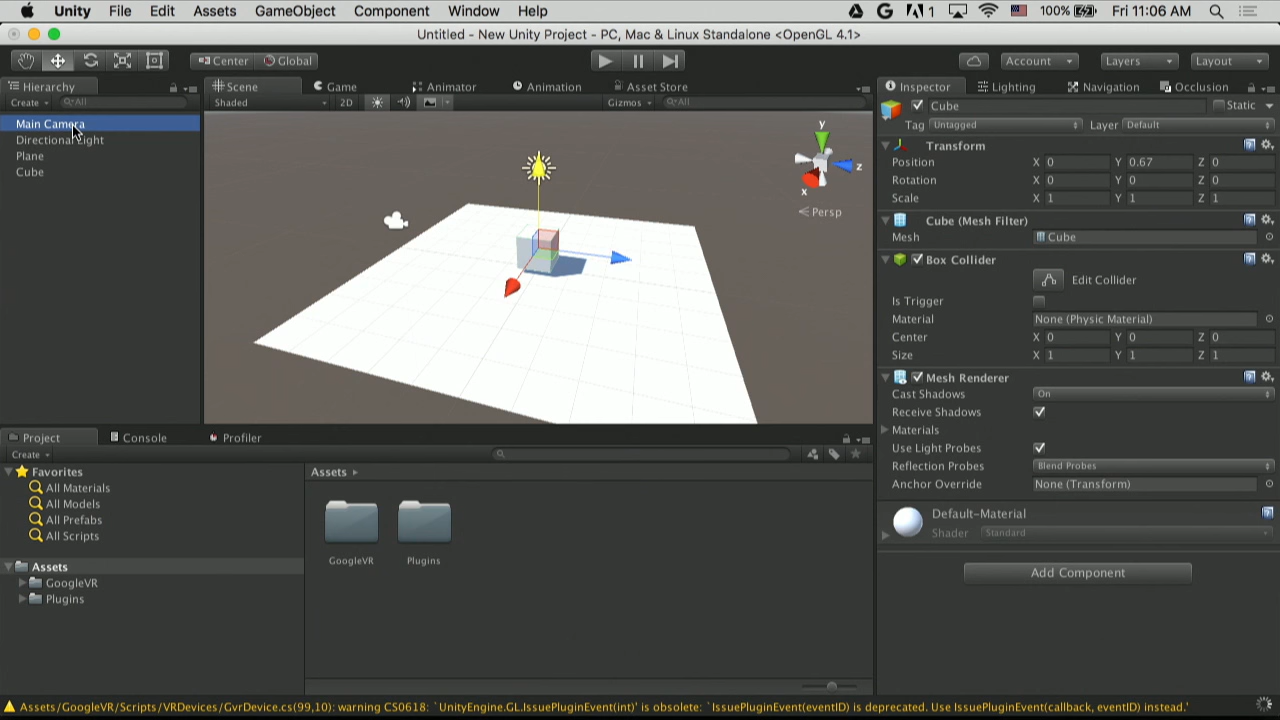 Unity File Edit Assets GameObject Component Window Help 1 100% Fri 11:06 AM
Untitled - New Unity Project - PC, Mac & Linux Standalone <OpenGL 4.1>
Center Global Account Layers Layout
Hierarchy Scene Game Animator Animation Asset Store Inspector Lighting Navigation Occlusion
Create All Shaded 2D Gizmos All
Cube Static
Main Camera
Tag Untagged Layer Default
Directional Light
Plane
Cube
y
z
x
Persp
Transform
Position X 0 Y 0.67 Z 0
Rotation X 0 Y 0 Z 0
Scale X 1 Y 1 Z 1
Cube (Mesh Filter)
Mesh Cube
Box Collider
Edit Collider
Is Trigger
Material None (Physic Material)
Center X 0 Y 0 Z 0
Size X 1 Y 1 Z 1
Mesh Renderer
Cast Shadows On
Receive Shadows
Materials
Use Light Probes
Reflection Probes Blend Probes
Anchor Override None (Transform)
Default-Material
Shader Standard
Add Component
Project Console Profiler
Create
Favorites
All Materials
All Models
All Prefabs
All Scripts
Assets
GoogleVR
Plugins
Assets
GoogleVR Plugins
Assets/GoogleVR/Scripts/VRDevices/GvrDevice.cs(99,10): warning CS0618: `UnityEngine.GL.IssuePluginEvent(int)' is obsolete: `IssuePluginEvent(eventID) is deprecated. Use IssuePluginEvent(callback, eventID) instead.'